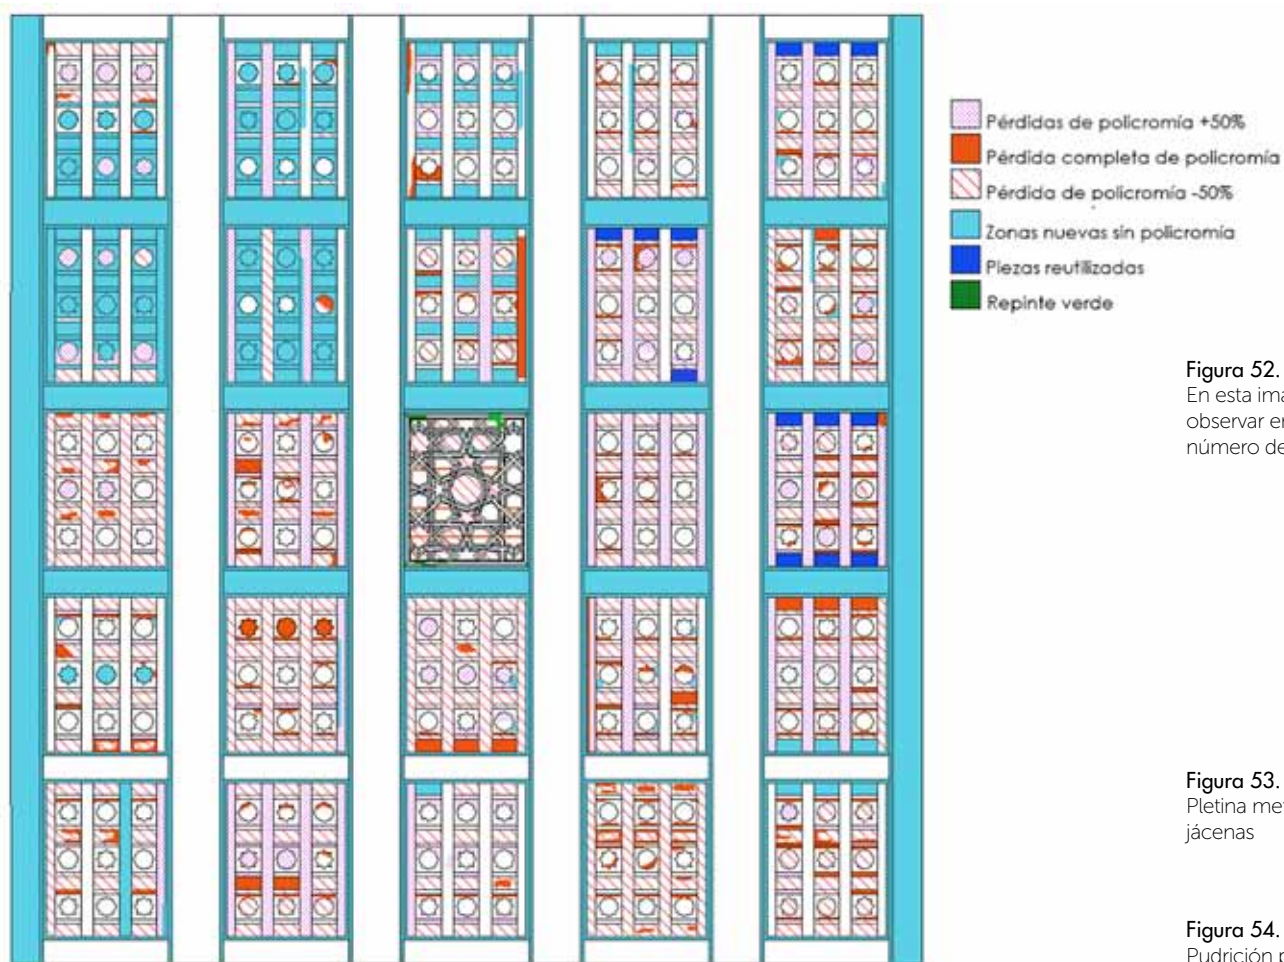 Pérdidas de policromía +50%
Pérdida completa de policromía
Pérdida de policromía -50%
Zonas nuevas sin policromía
Piezas reutilizadas
Repinte verde
Figura 52.
En esta ima
observar en
número de
Figura 53.
Pletina me
jácenas
Figura 54.
Pudrición p